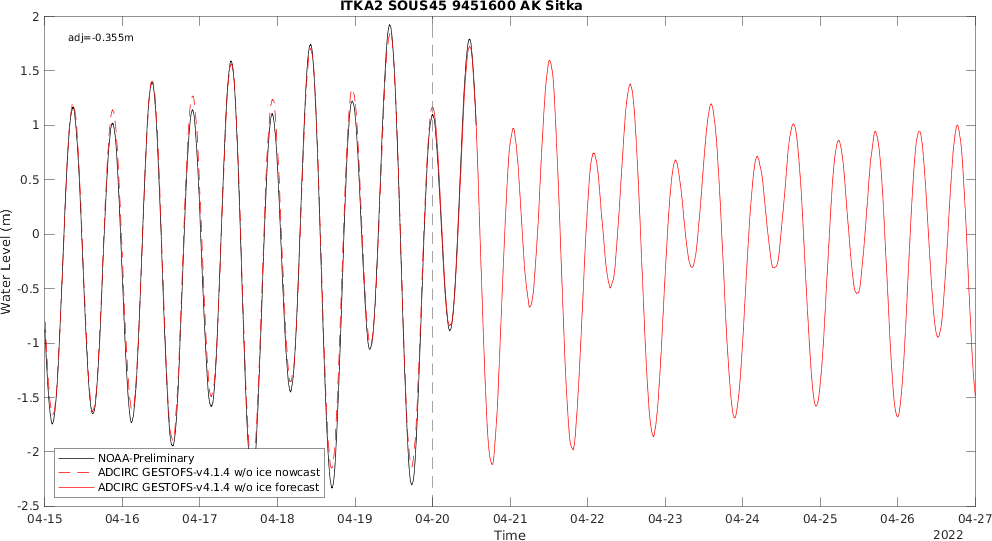 ITKA2 SOUS45 9451600 AK Sitka
adj=-0.355m
Water Level (m)
2
1.5
1
0.5
0
-0.5
-1
-1.5
-2
-2.5
NOAA-Preliminary
ADCIRC GESTOFS-v4.1.4 w/o ice nowcast
ADCIRC GESTOFS-v4.1.4 w/o ice forecast
04-15 04-16 04-17 04-18 04-19 04-20 04-21 04-22 04-23 04-24 04-25 04-26 04-27
Time
2022